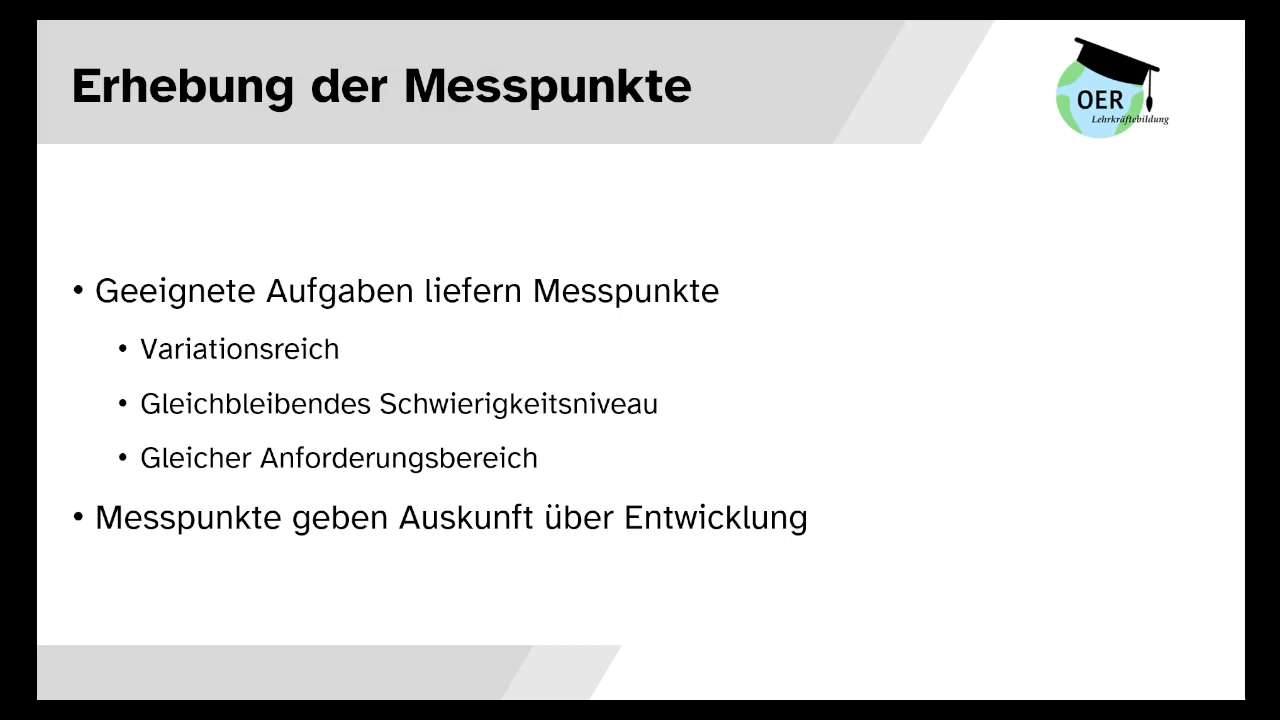 Erhebung der Messpunkte
OER
Lehrkräftebildung
• Geeignete Aufgaben liefern Messpunkte
• Variationsreich
• Gleichbleibendes Schwierigkeitsniveau
• Gleicher Anforderungsbereich
• Messpunkte geben Auskunft über Entwicklung